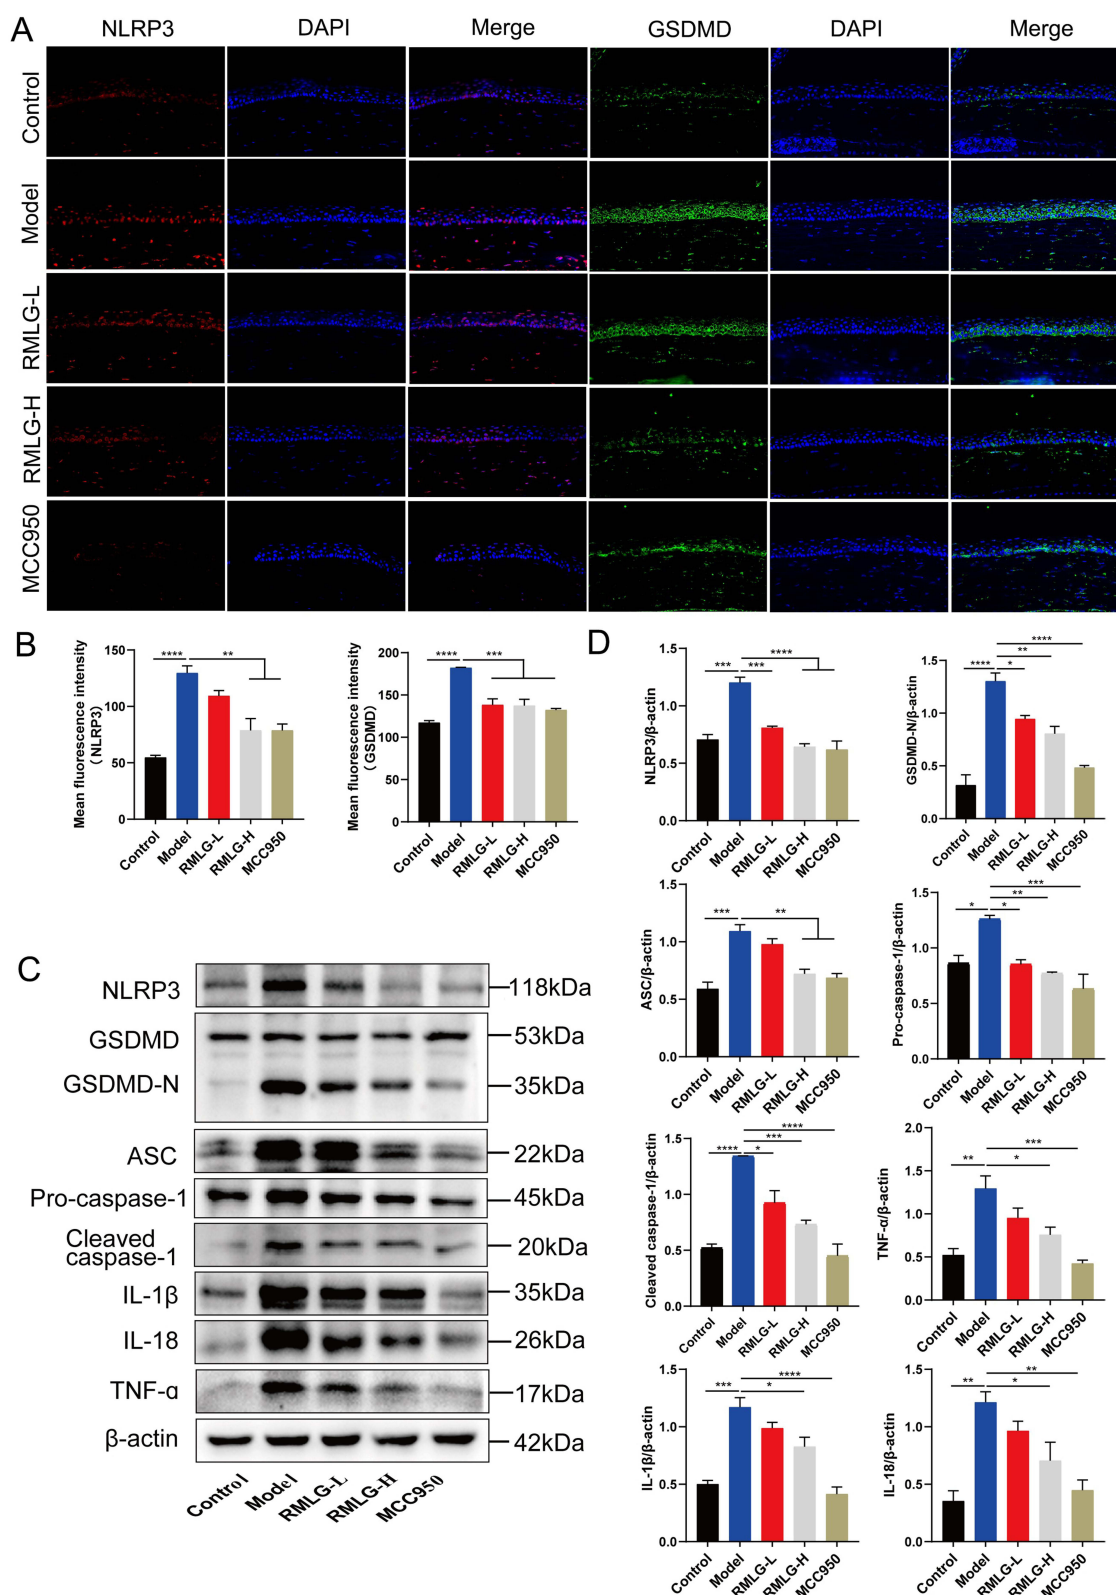 A
NLRP3 DAPI Merge GSDMD DAPI Merge
Control
Model
RMLG-L
RMLG-H
MCC950
B
Mean fluorescence intensity
(NLRP3)
150
100
50
0
**** **
Control Model RMLG-L RMLG-H MCC950
Mean fluorescence intensity
(GSDMD)
200
150
100
50
0
**** ***
Control Model RMLG-L RMLG-H MCC950
C
NLRP3 118kDa
GSDMD 53kDa
GSDMD-N 35kDa
ASC 22kDa
Pro-caspase-1 45kDa
Cleaved
caspase-1 20kDa
IL-1β 35kDa
IL-18 26kDa
TNF-α 17kDa
β-actin 42kDa
Control Model RMLG-L RMLG-H MCC950
D
NLRP3/β-actin
1.5
1.0
0.5
0.0
****
*** ***
Control Model RMLG-L RMLG-H MCC950
GSDMD-N/β-actin
1.5
1.0
0.5
0.0
****
**
**** *
Control Model RMLG-L RMLG-H MCC950
ASC/β-actin
1.5
1.0
0.5
0.0
*** **
Control Model RMLG-L RMLG-H MCC950
Pro-caspase-1/β-actin
1.5
1.0
0.5
0.0
***
**
* *
Control Model RMLG-L RMLG-H MCC950
Cleaved caspase-1/β-actin
1.5
1.0
0.5
0.0
****
***
**** *
Control Model RMLG-L RMLG-H MCC950
TNF-α/β-actin
2.0
1.5
1.0
0.5
0.0
***
** *
Control Model RMLG-L RMLG-H MCC950
IL-1β/β-actin
1.5
1.0
0.5
0.0
****
*** *
Control Model RMLG-L RMLG-H MCC950
IL-18/β-actin
1.5
1.0
0.5
0.0
**
** *
Control Model RMLG-L RMLG-H MCC950